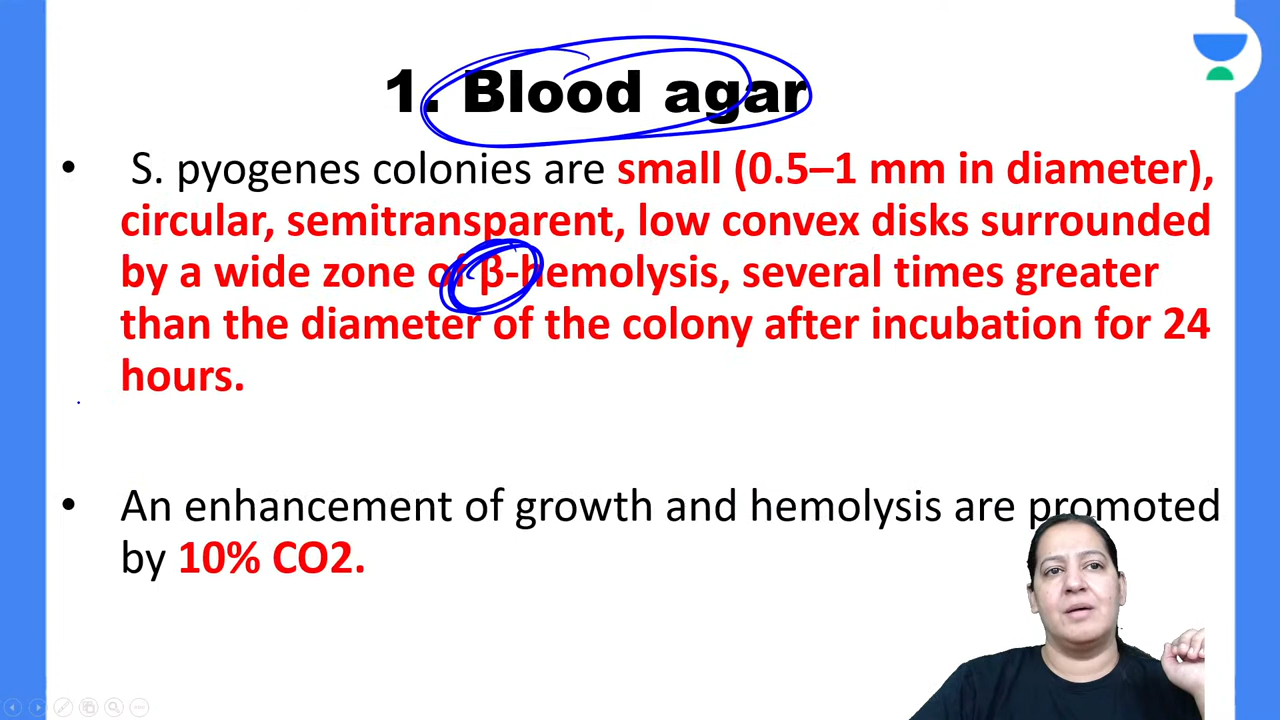 1. Blood agar
• S. pyogenes colonies are small (0.5–1 mm in diameter),
circular, semitransparent, low convex disks surrounded
by a wide zone of β-hemolysis, several times greater
than the diameter of the colony after incubation for 24
hours.
• An enhancement of growth and hemolysis are promoted
by 10% CO2.